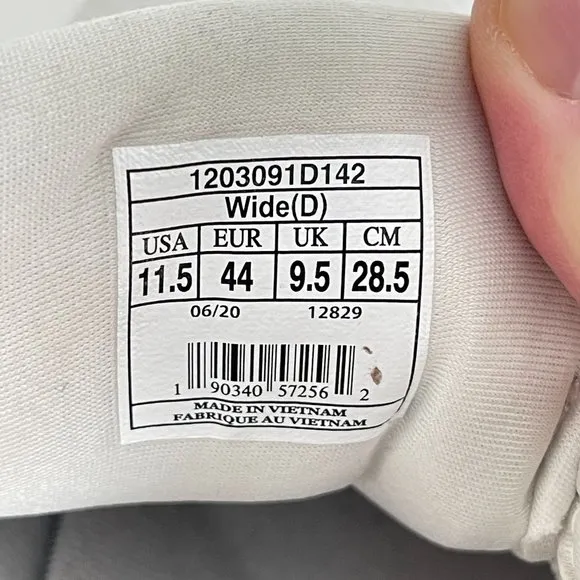 1203091D142
Wide(D)
USA EUR UK CM
11.5 44 9.5 28.5
06/20 12829
1 90340 57256 2
MADE IN VIETNAM
FABRIQUE AU VIETNAM